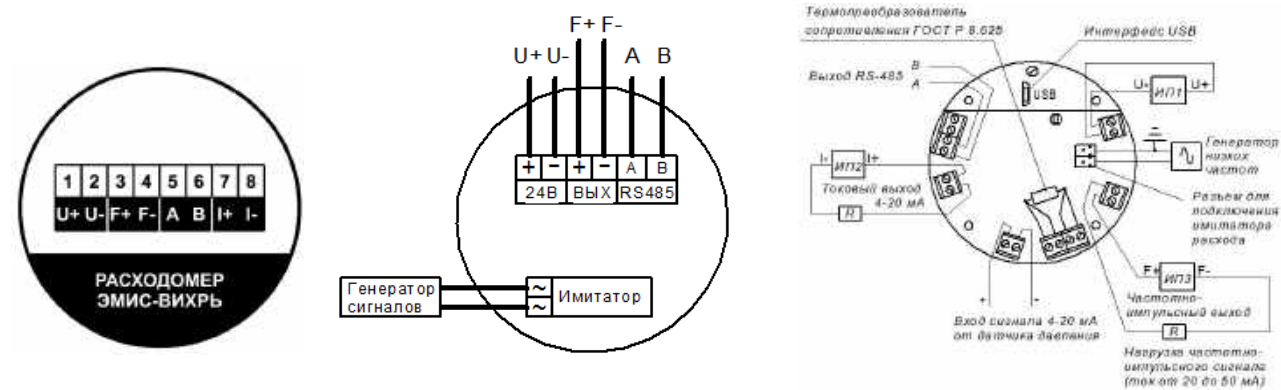 1 2 3 4 5 6 7 8
U+ U- F+ F- A B I+ I-
РАСХОДОМЕР
ЭМИС-ВИХРЬ
F+ F-
U+ U- A B
+ - + - A B
24В ВЫХ RS485
Генератор
сигналов
~
~
Имитатор
Термопреобразователь
сопротивления ГОСТ Р 8.625
Интерфейс USB
Выход RS-485
B
A
USB
U- ИП1 U+
Генератор
низких
частот
I- ИП2 I+
Токовый выход
4-20 мА
R
Разъем для
подключения
имитатора
расхода
F+ ИП3 F-
Частотно-
импульсный выход
+ -
Вход сигнала 4-20 мА
от датчика давления
R
Нагрузка частотно-
импульсного сигнала
(ток от 20 до 50 мА)